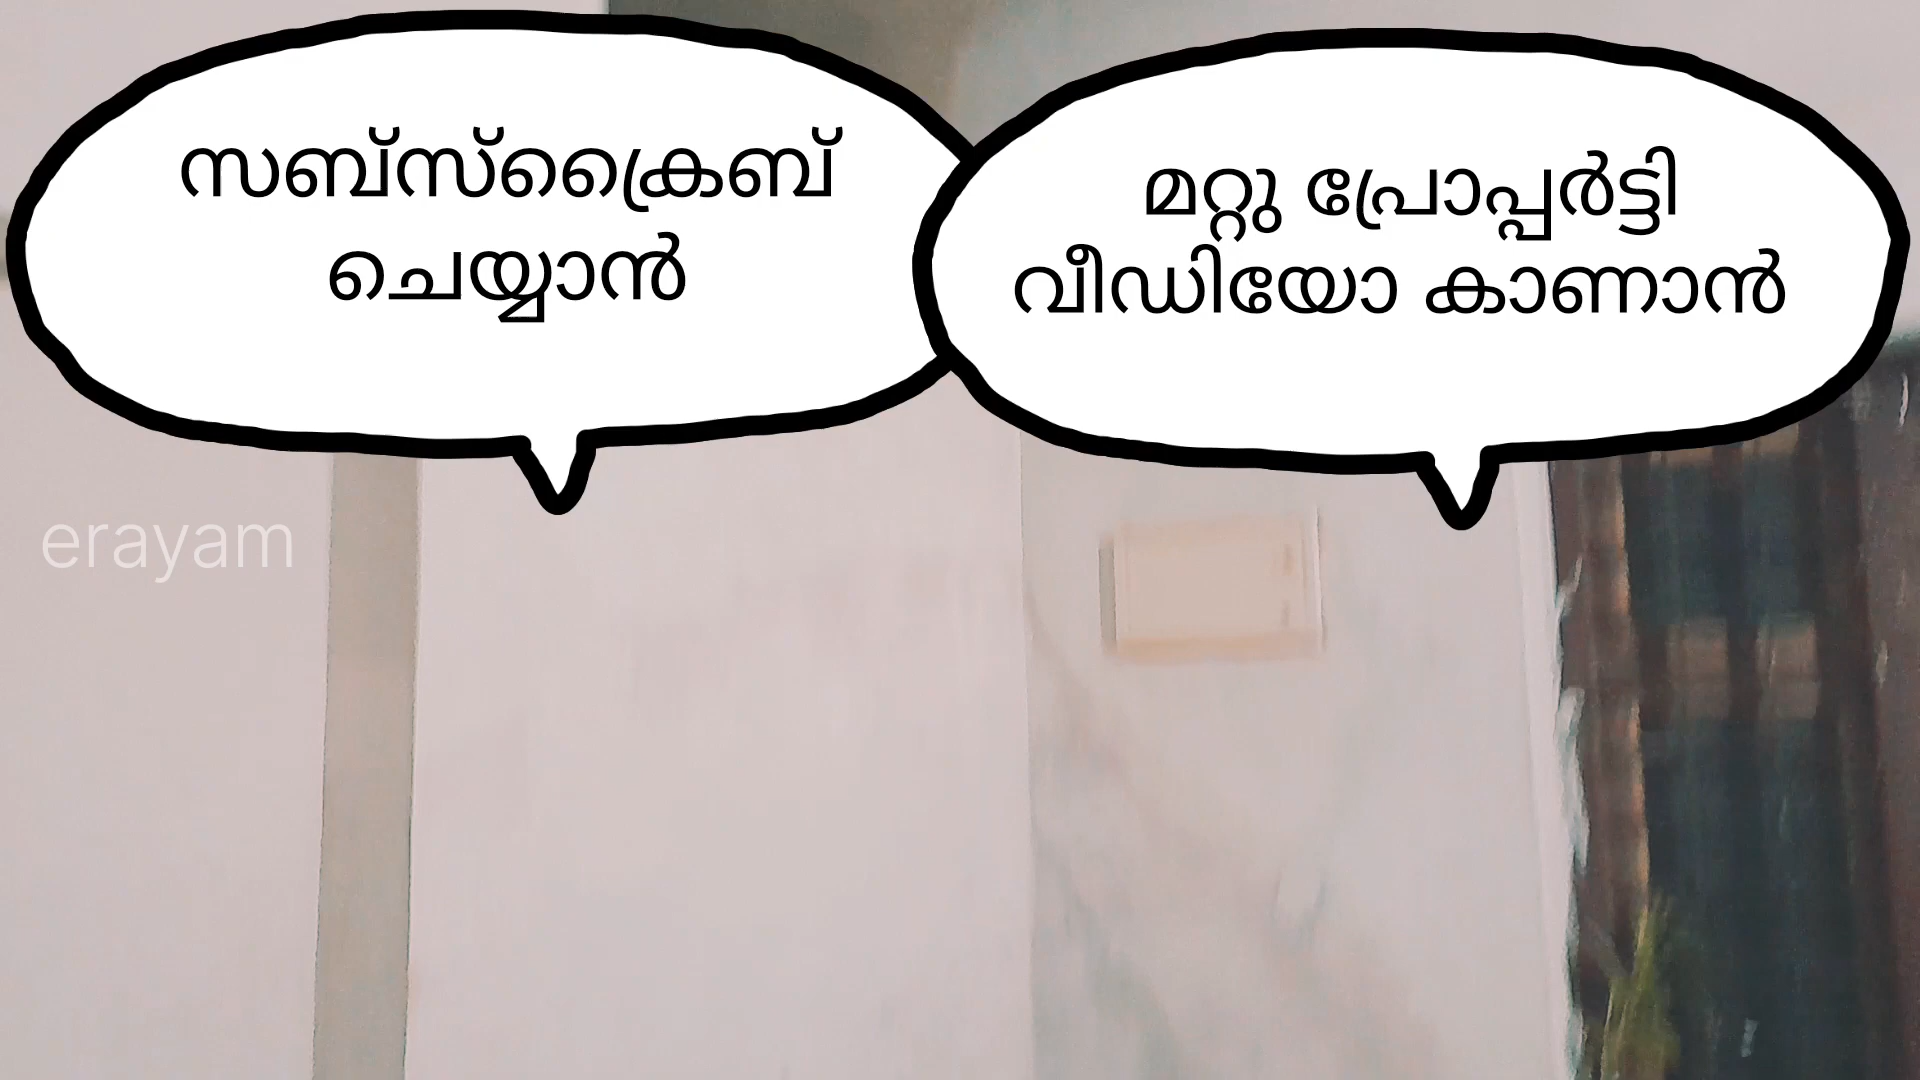 സബ്സ്ക്രൈബ്
ചെയ്യാൻ
മറ്റു പ്രോപ്പർട്ടി
വീഡിയോ കാണാൻ
erayam